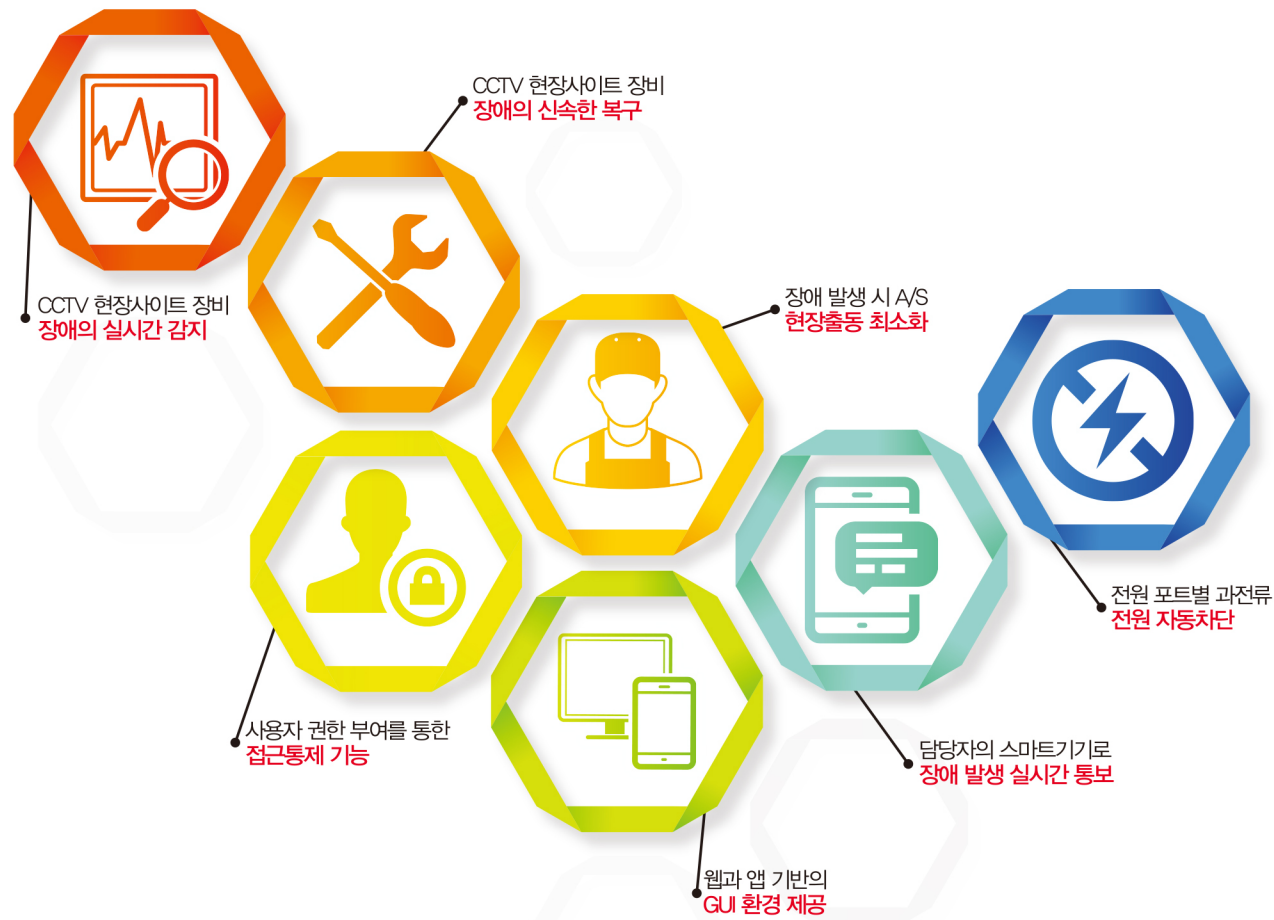 CCTV 현장사이트 장비
장애의 신속한 복구
CCTV 현장사이트 장비
장애의 실시간 감지
장애 발생 시 A/S
현장출동 최소화
전원 포트별 과전류
전원 자동차단
사용자 권한 부여를 통한
접근통제 기능
담당자의 스마트기기로
장애 발생 실시간 통보
웹과 앱 기반의
GUI 환경 제공